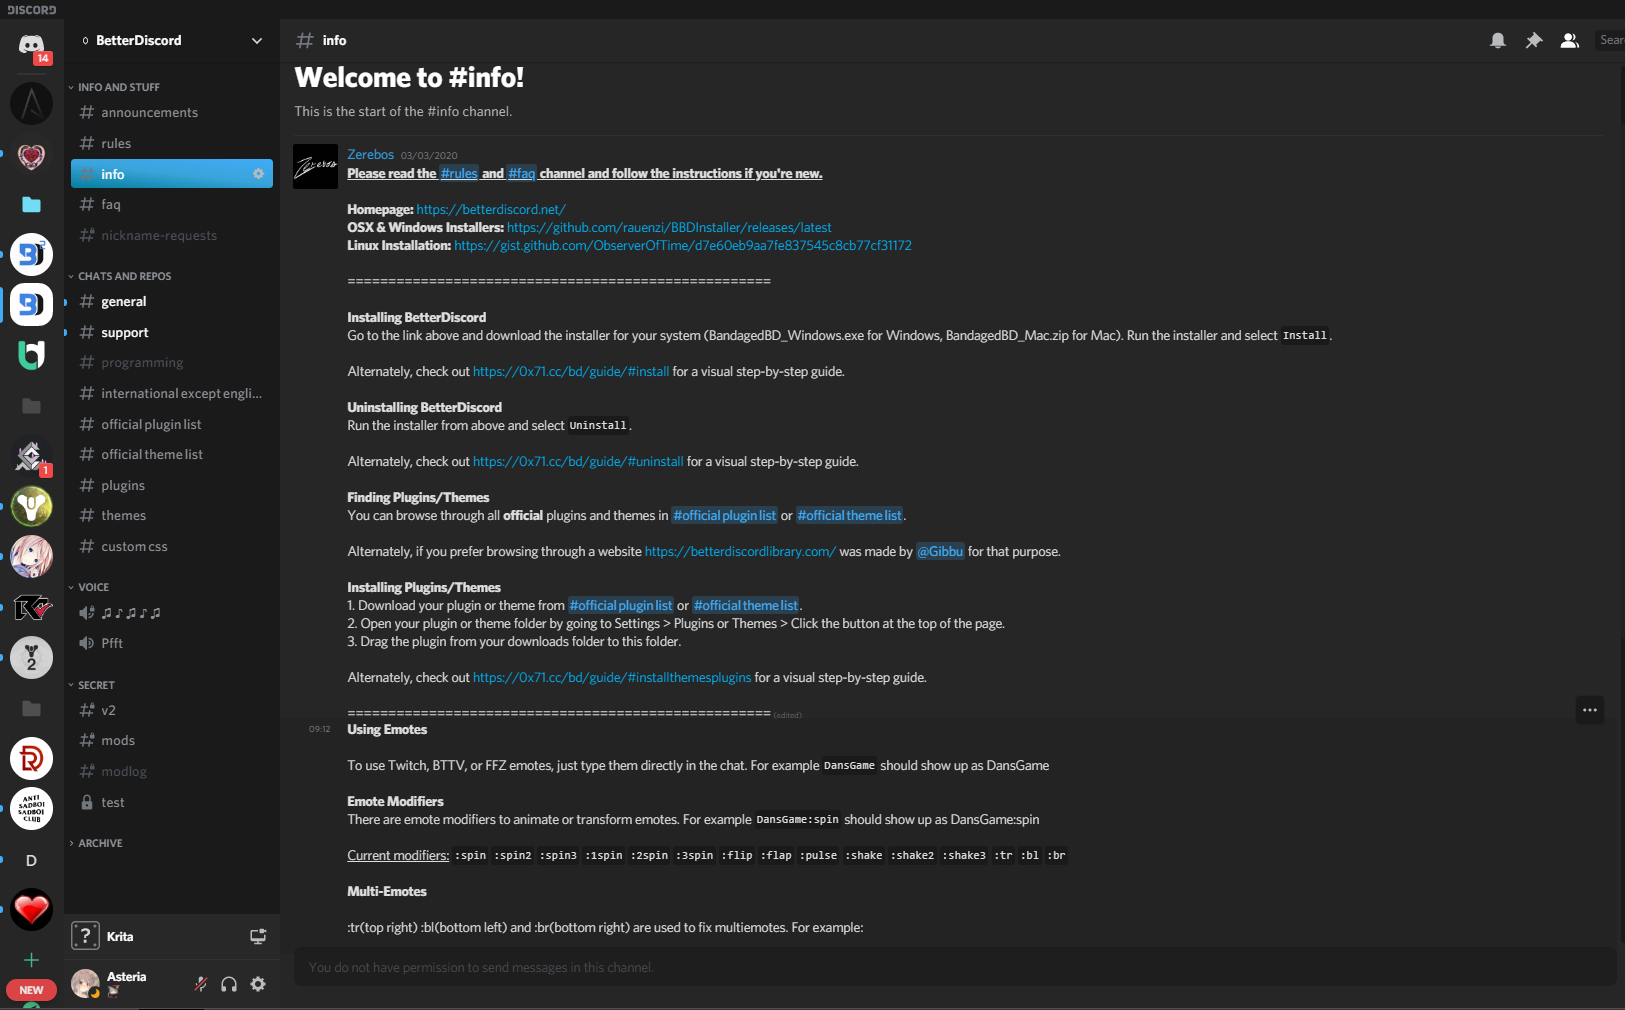 DISCORD
14
1
ANTI
SADBOI
SADBOI
CLUB
D
NEW
BetterDiscord
INFO AND STUFF
# announcements
# rules
# info
# faq
# nickname-requests
CHATS AND REPOS
# general
# support
# programming
# international except engli...
# official plugin list
# official theme list
# plugins
# themes
# custom css
VOICE
♫ ♪ ♫ ♪ ♫
Pfft
SECRET
# v2
# mods
# modlog
test
ARCHIVE
Krita
Asteria
# info
Sear
Welcome to #info!
This is the start of the #info channel.
Zerebos
Zerebos 03/03/2020
Please read the #rules and #faq channel and follow the instructions if you're new.
Homepage: https://betterdiscord.net/
OSX & Windows Installers: https://github.com/rauenzi/BBDInstaller/releases/latest
Linux Installation: https://gist.github.com/ObserverOfTime/d7e60eb9aa7fe837545c8cb77cf31172
====================================================
Installing BetterDiscord
Go to the link above and download the installer for your system (BandagedBD_Windows.exe for Windows, BandagedBD_Mac.zip for Mac). Run the installer and select Install.
Alternately, check out https://0x71.cc/bd/guide/#install for a visual step-by-step guide.
Uninstalling BetterDiscord
Run the installer from above and select Uninstall.
Alternately, check out https://0x71.cc/bd/guide/#uninstall for a visual step-by-step guide.
Finding Plugins/Themes
You can browse through all official plugins and themes in #official plugin list or #official theme list.
Alternately, if you prefer browsing through a website https://betterdiscordlibrary.com/ was made by @Gibbu for that purpose.
Installing Plugins/Themes
1. Download your plugin or theme from #official plugin list or #official theme list.
2. Open your plugin or theme folder by going to Settings > Plugins or Themes > Click the button at the top of the page.
3. Drag the plugin from your downloads folder to this folder.
Alternately, check out https://0x71.cc/bd/guide/#installthemesplugins for a visual step-by-step guide.
==================================================== (edited)
09:12 Using Emotes
To use Twitch, BTTV, or FFZ emotes, just type them directly in the chat. For example DansGame should show up as DansGame
Emote Modifiers
There are emote modifiers to animate or transform emotes. For example DansGame:spin should show up as DansGame:spin
Current modifiers: :spin :spin2 :spin3 :1spin :2spin :3spin :flip :flap :pulse :shake :shake2 :shake3 :tr :bl :br
Multi-Emotes
:tr(top right) :bl(bottom left) and :br(bottom right) are used to fix multiemotes. For example:
You do not have permission to send messages in this channel.